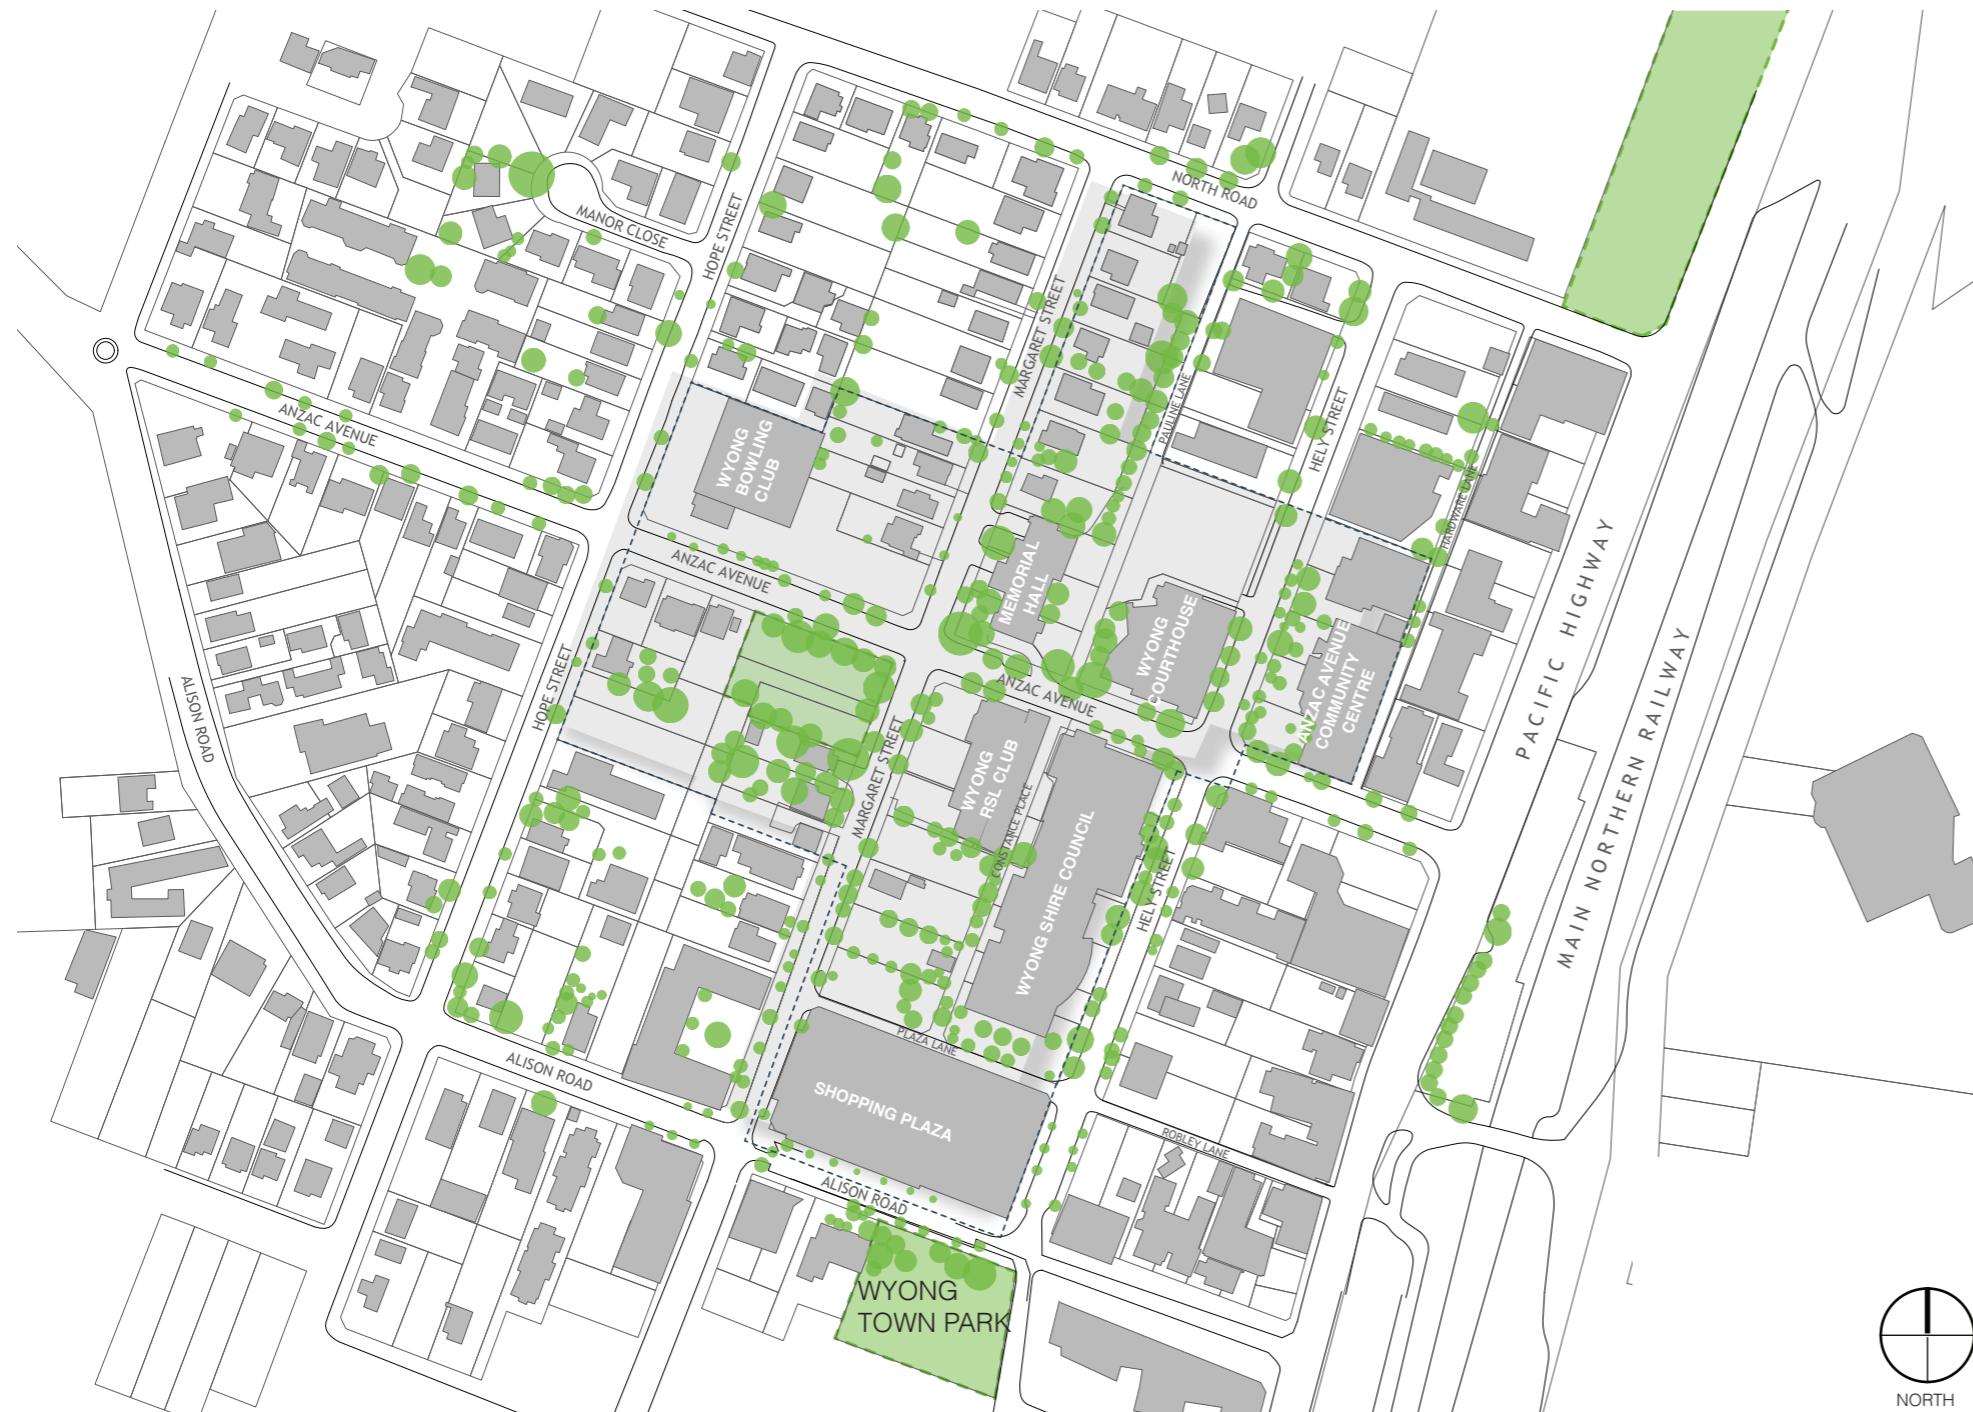 NORTH ROAD
MANOR CLOSE
HOPE STREET
MARGARET STREET
PAULINE LANE
HELY STREET
ANZAC AVENUE
WYONG
BOWLING
CLUB
HARDWARE LANE
ANZAC AVENUE
MEMORIAL
HALL
WYONG
COURTHOUSE
ANZAC AVENUE
COMMUNITY
CENTRE
PACIFIC HIGHWAY
MAIN NORTHERN RAILWAY
ALISON ROAD
HOPE STREET
ANZAC AVENUE
MARGARET STREET
WYONG
RSL CLUB
CONSTANCE PLACE
WYONG SHIRE COUNCIL
HELY STREET
PLAZA LANE
ALISON ROAD
SHOPPING PLAZA
ROBLEY LANE
ALISON ROAD
WYONG
TOWN PARK
NORTH